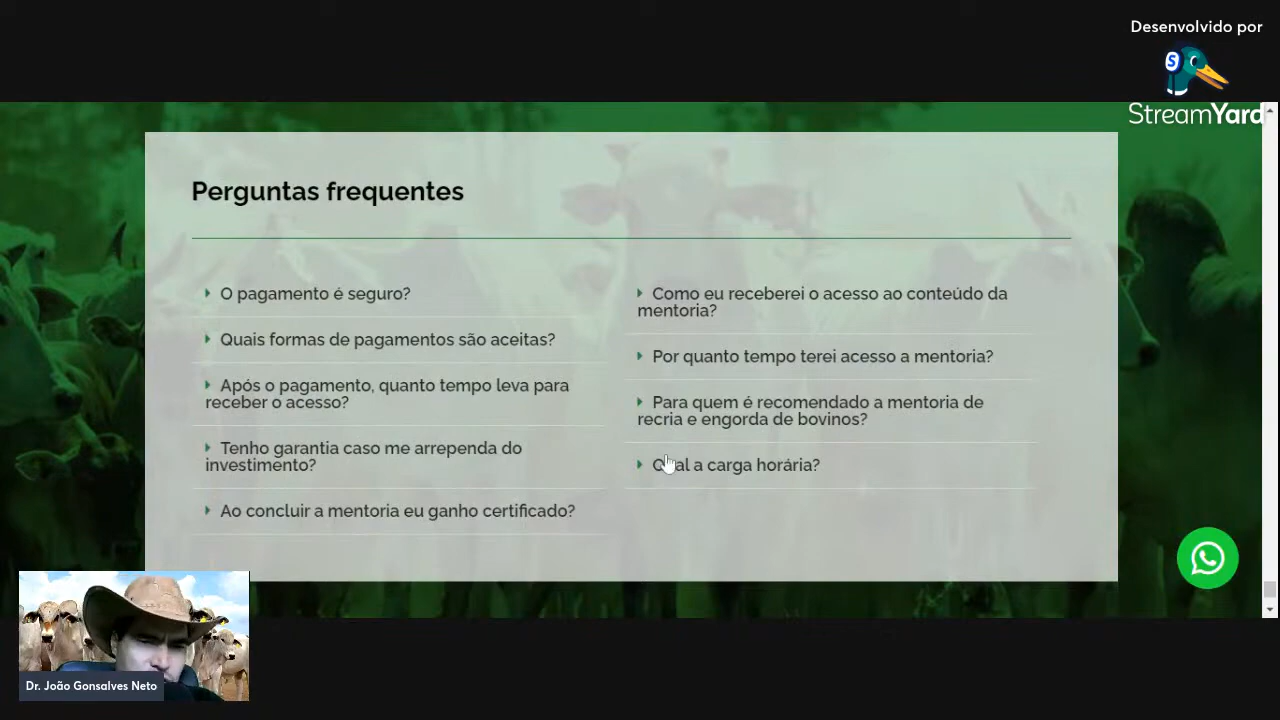 Desenvolvido por
StreamYard
Perguntas frequentes
O pagamento é seguro?
Quais formas de pagamentos são aceitas?
Após o pagamento, quanto tempo leva para
receber o acesso?
Tenho garantia caso me arrependa do
investimento?
Ao concluir a mentoria eu ganho certificado?
Como eu receberei o acesso ao conteúdo da
mentoria?
Por quanto tempo terei acesso a mentoria?
Para quem é recomendado a mentoria de
recria e engorda de bovinos?
Qual a carga horária?
Dr. João Gonsalves Neto